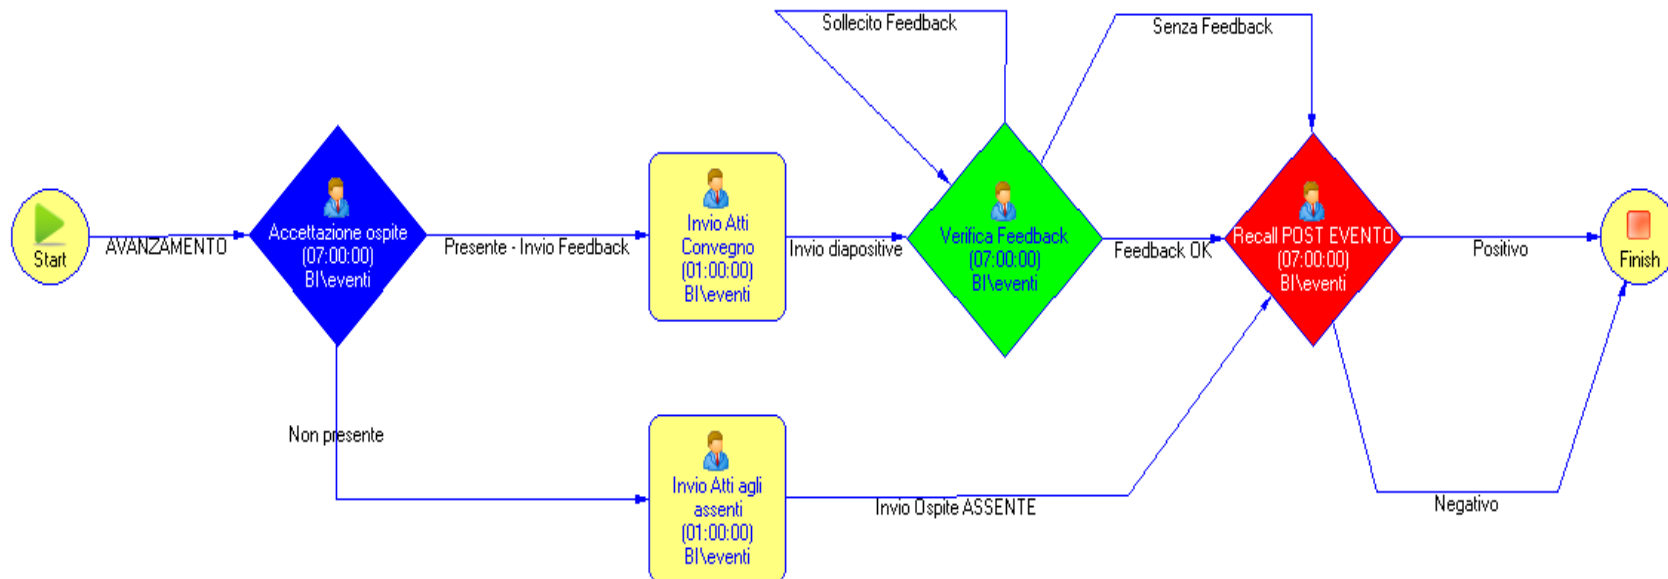 Sollecito Feedback
Senza Feedback
Start
AVANZAMENTO
Accettazione ospite
(07:00:00)
BI\eventi
Presente - Invio Feedback
Invio Atti
Convegno
(01:00:00)
BI\eventi
Invio diapositive
Verifica Feedback
(07:00:00)
BI\eventi
Feedback OK
Recall POST EVENTO
(07:00:00)
BI\eventi
Positivo
Finish
Non presente
Invio Atti agli
assenti
(01:00:00)
BI\eventi
Invio Ospite ASSENTE
Negativo